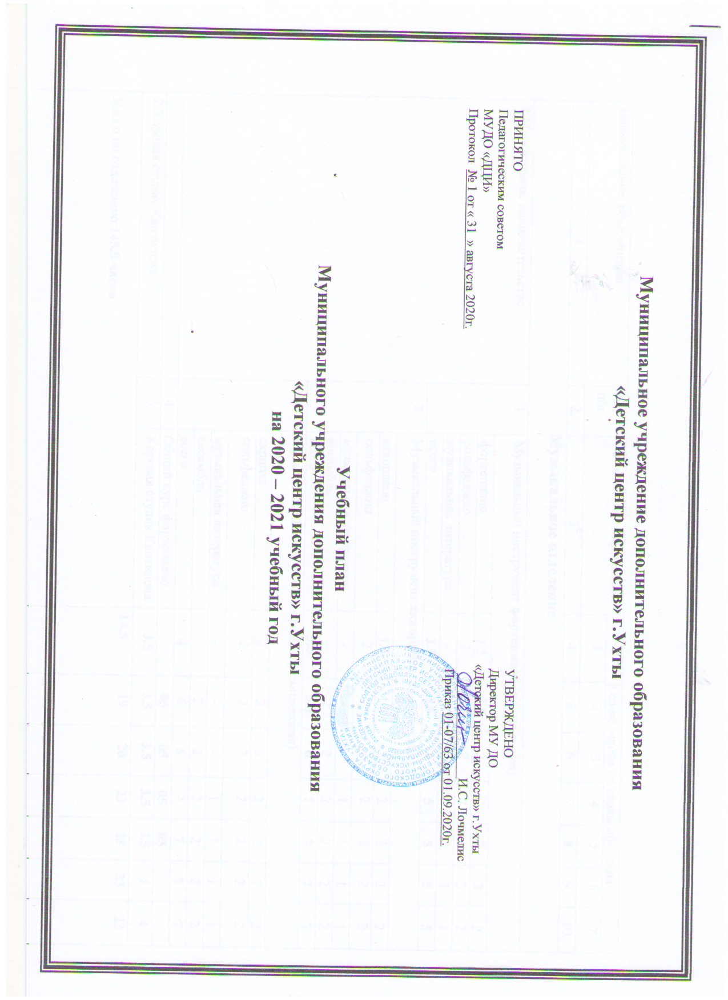 Муниципальное учреждение дополнительного образования
«Детский центр искусств» г.Ухты
ПРИНЯТО
Педагогическим советом
МУДО «ДЦИ»
Протокол № 1 от « 31 » августа 2020г.
УТВЕРЖДЕНО
Директор МУ ДО
«Детский центр искусств» г.Ухты
И.С. Лочмелис
Приказ 01-07/63 от 01.09.2020г.
Учебный план
Муниципального учреждения дополнительного образования
«Детский центр искусств» г.Ухты
на 2020 – 2021 учебный год